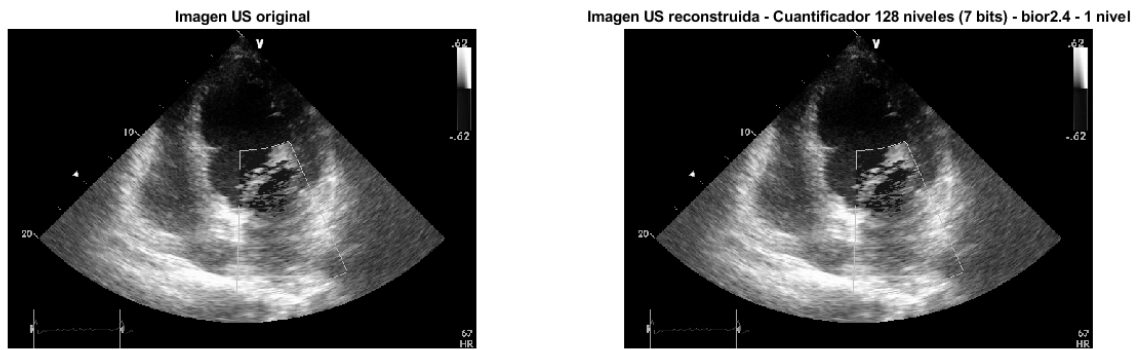 Imagen US original
V
.62
-.62
10
20
67
HR
Imagen US reconstruida - Cuantificador 128 niveles (7 bits) - bior2.4 - 1 nivel
V
.62
-.62
10
20
67
HR